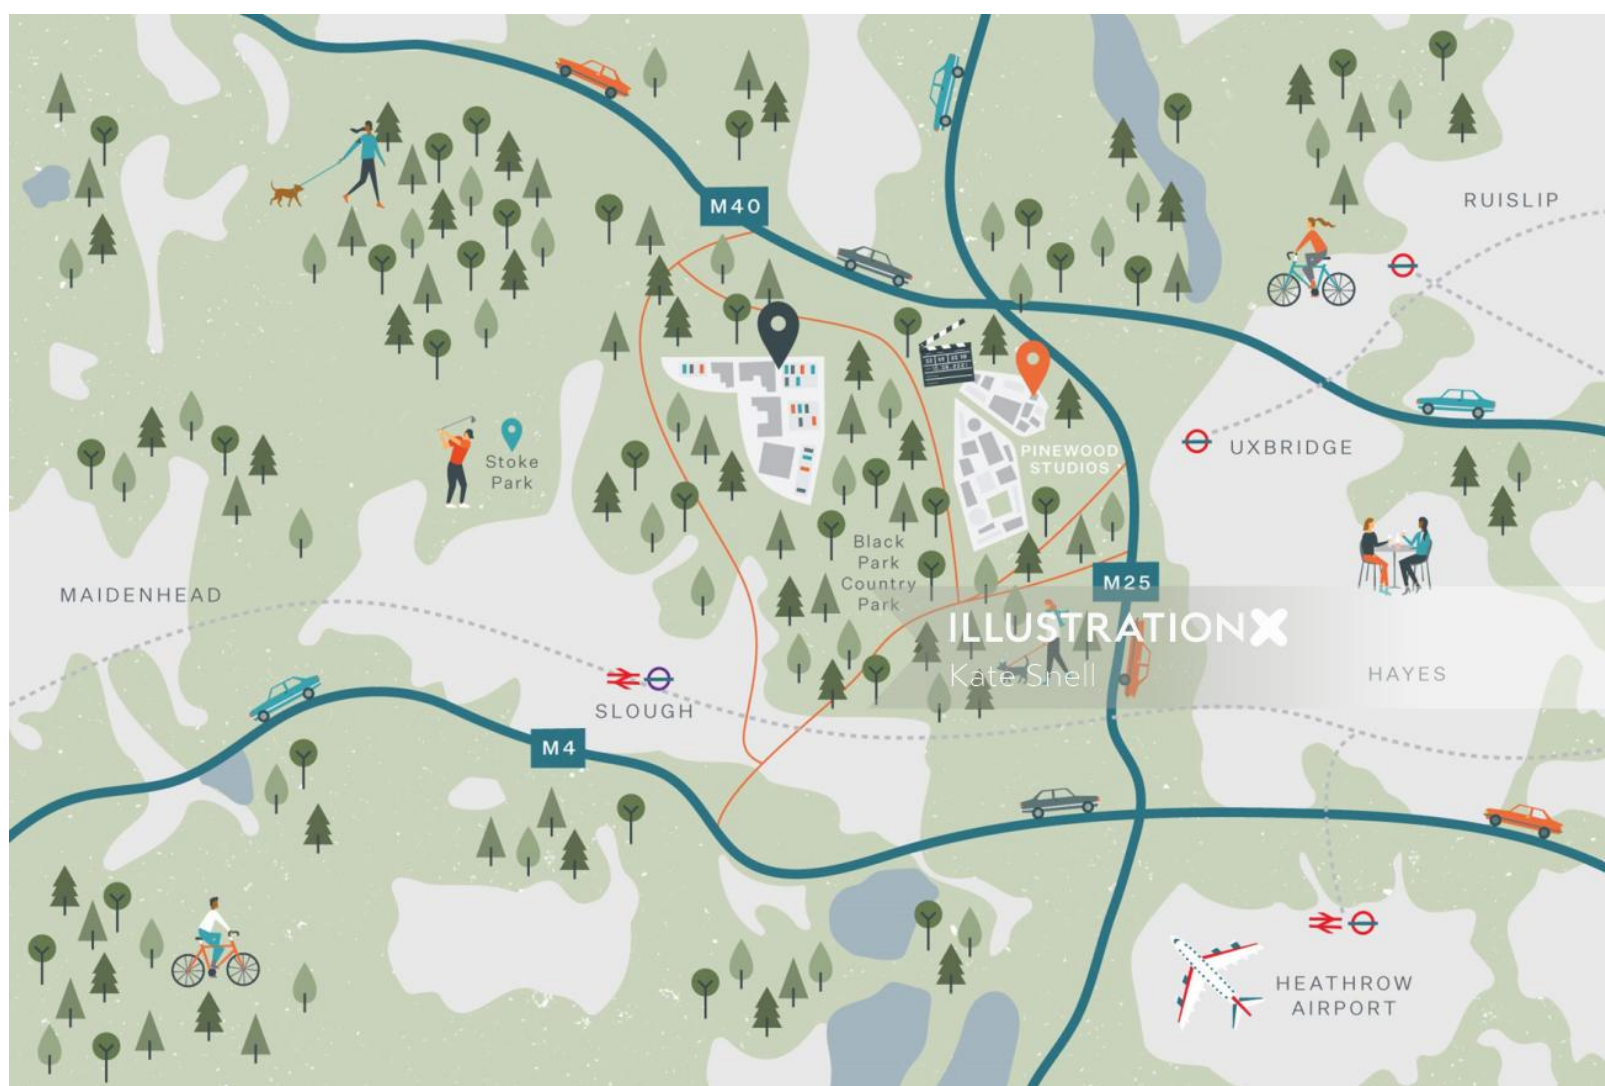 M40
RUISLIP
UXBRIDGE
Stoke
Park
PINEWOOD
STUDIOS
Black
Park
Country
Park
M25
MAIDENHEAD
ILLUSTRATIONX
Kate Snell
HAYES
SLOUGH
M4
HEATHROW
AIRPORT